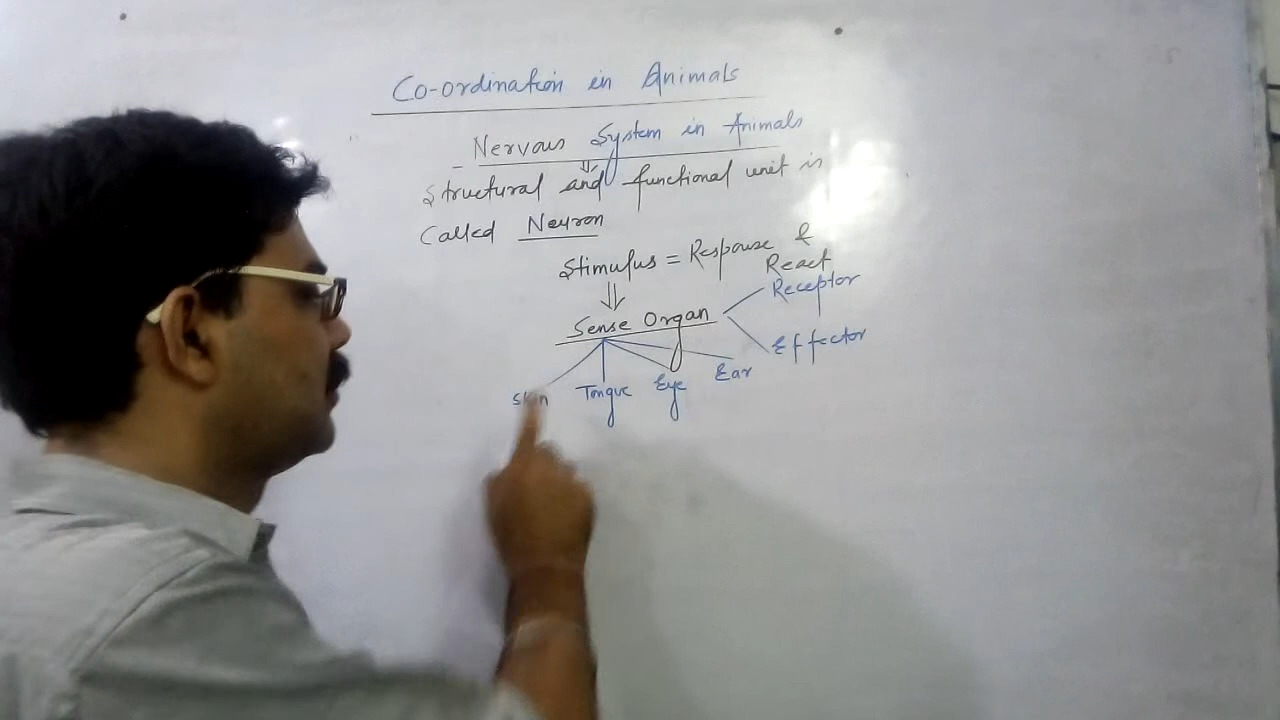 Co-ordination in Animals
- Nervous System in Animals
⇓
Structural and functional unit is
Called Neuron
Stimulus = Response &
React
⇓
Sense Organ
Receptor
Effector
Skin Tongue Eye Ear